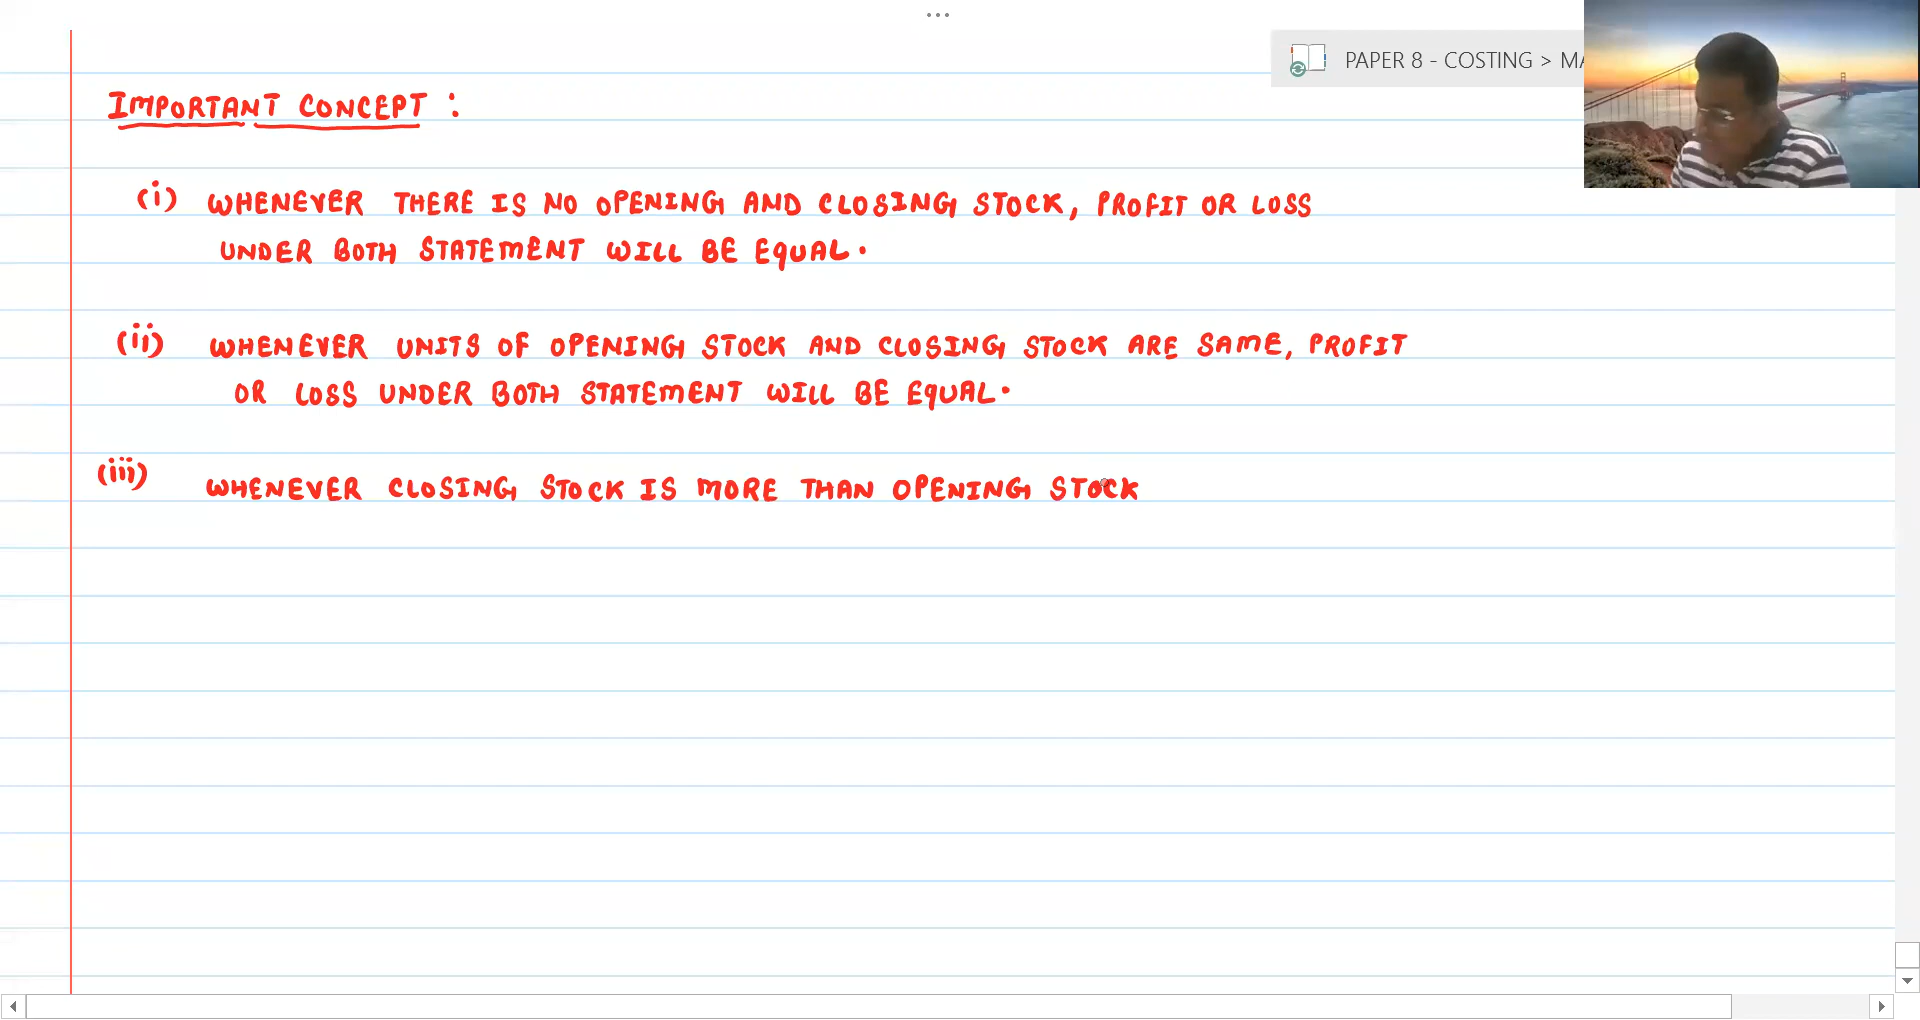 ...
PAPER 8 - COSTING > MA
IMPORTANT CONCEPT :
(i) WHENEVER THERE IS NO OPENING AND CLOSING STOCK, PROFIT OR LOSS
UNDER BOTH STATEMENT WILL BE EQUAL.
(ii) WHENEVER UNITS OF OPENING STOCK AND CLOSING STOCK ARE SAME, PROFIT
OR LOSS UNDER BOTH STATEMENT WILL BE EQUAL.
(iii) WHENEVER CLOSING STOCK IS MORE THAN OPENING STOCK